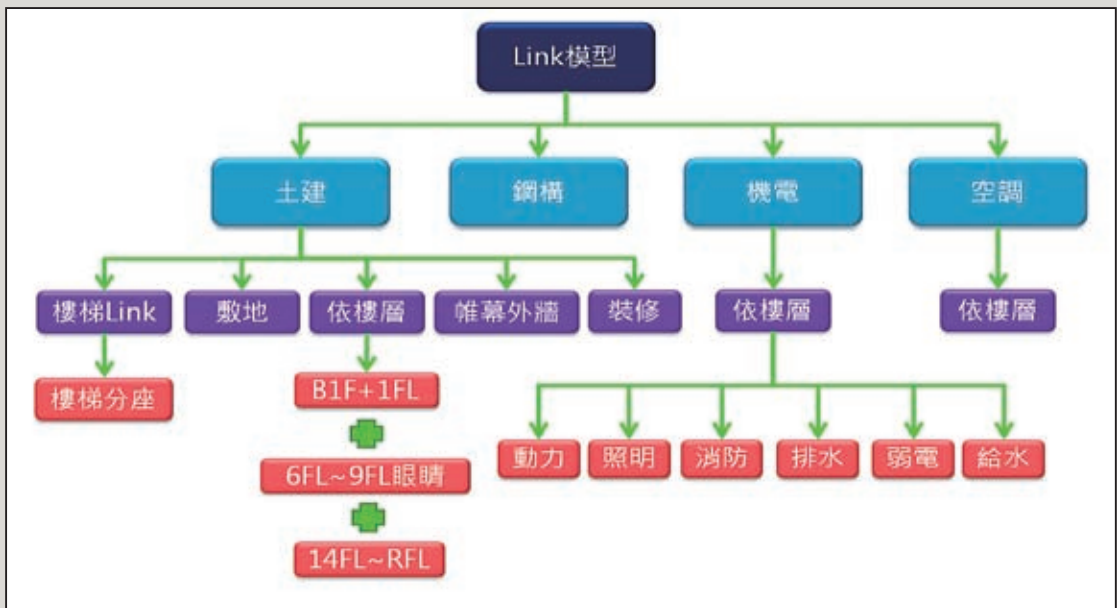 Link模型
土建
鋼構
機電
空調
樓梯Link
敷地
依樓層
帷幕外牆
裝修
依樓層
依樓層
樓梯分座
B1F+1FL
6FL~9FL眼睛
14FL~RFL
動力
照明
消防
排水
弱電
給水